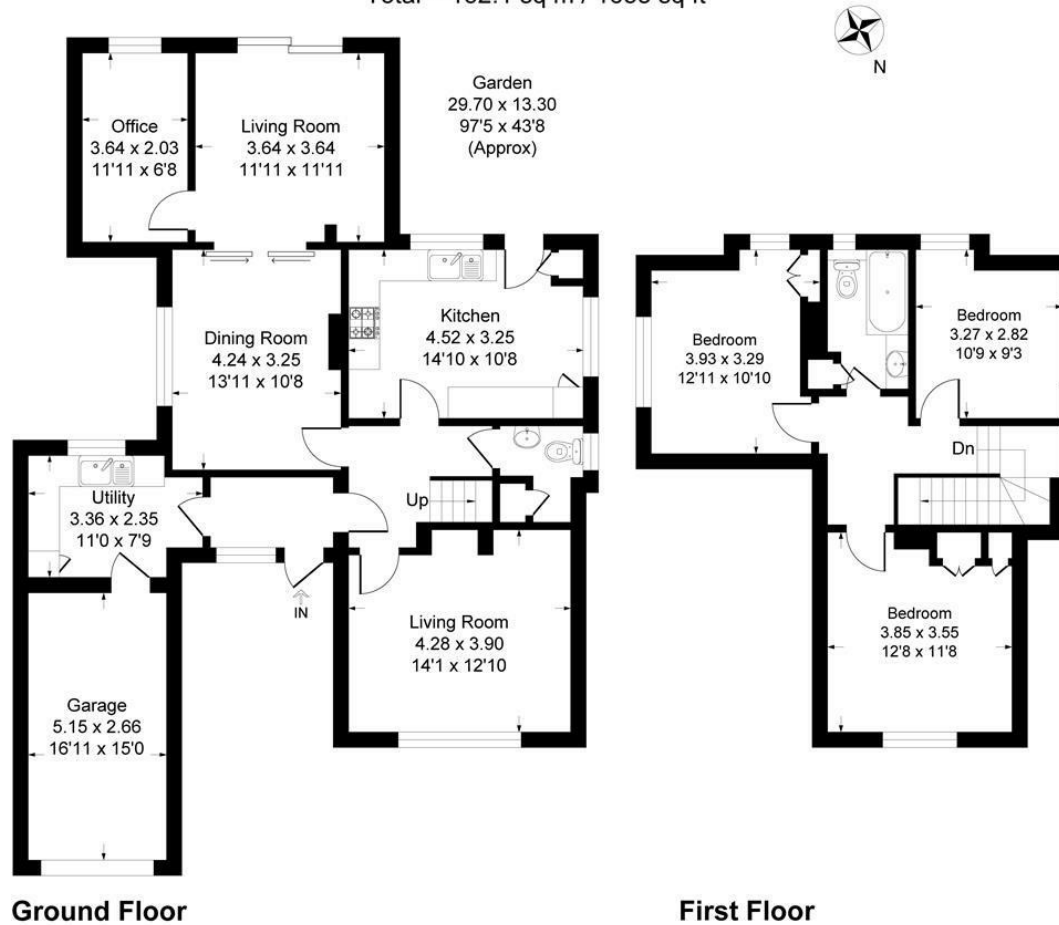 N
Garden
29.70 x 13.30
97'5 x 43'8
(Approx)
Office
3.64 x 2.03
11'11 x 6'8
Living Room
3.64 x 3.64
11'11 x 11'11
Dining Room
4.24 x 3.25
13'11 x 10'8
Kitchen
4.52 x 3.25
14'10 x 10'8
Utility
3.36 x 2.35
11'0 x 7'9
Up
IN
Living Room
4.28 x 3.90
14'1 x 12'10
Garage
5.15 x 2.66
16'11 x 15'0
Ground Floor
Bedroom
3.93 x 3.29
12'11 x 10'10
Bedroom
3.27 x 2.82
10'9 x 9'3
Dn
Bedroom
3.85 x 3.55
12'8 x 11'8
First Floor